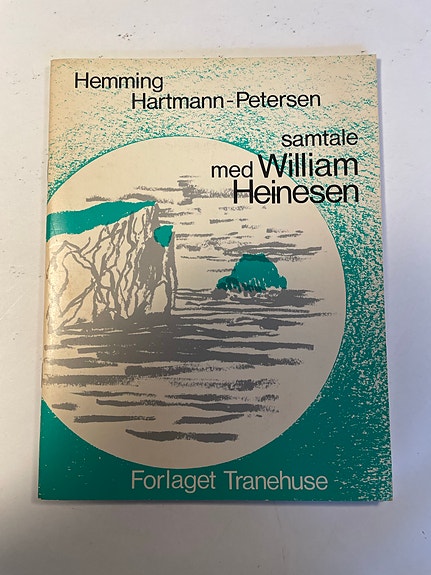 Hemming
Hartmann-Petersen
samtale
med William
Heinesen
Forlaget Tranehuse